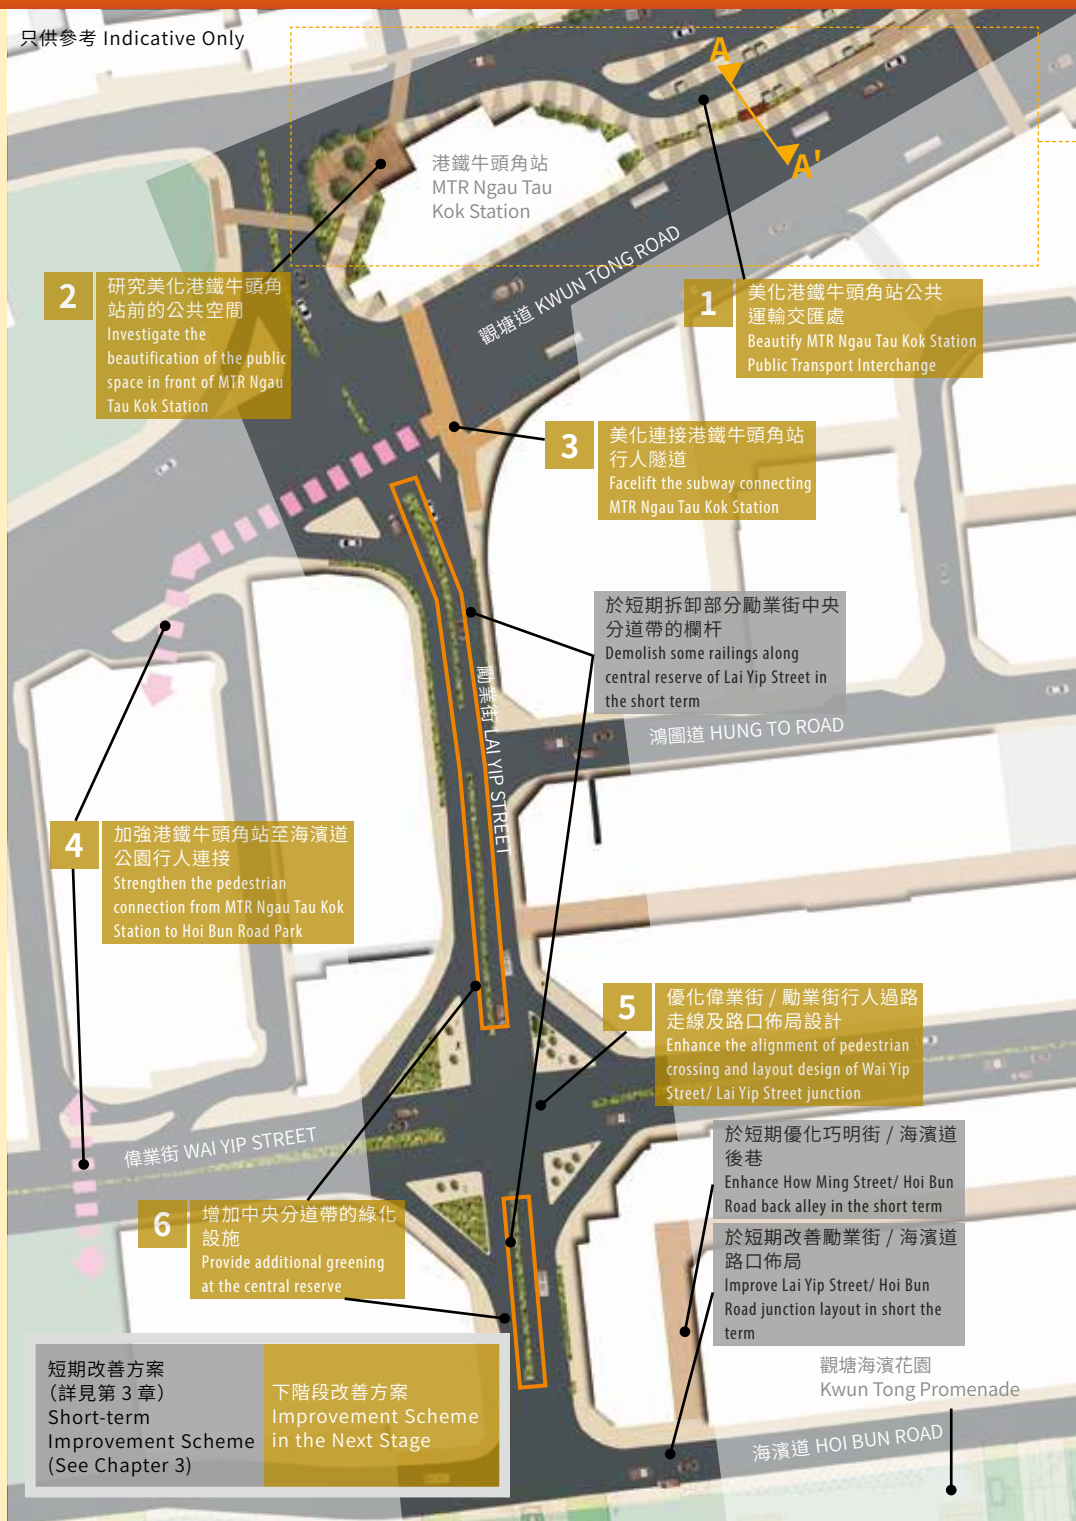 只供參考 Indicative Only
A
A'
港鐵牛頭角站
MTR Ngau Tau
Kok Station
觀塘道 KWUN TONG ROAD
2
研究美化港鐵牛頭角
站前的公共空間
Investigate the
beautification of the public
space in front of MTR Ngau
Tau Kok Station
1
美化港鐵牛頭角站公共
運輸交匯處
Beautify MTR Ngau Tau Kok Station
Public Transport Interchange
3
美化連接港鐵牛頭角站
行人隧道
Facelift the subway connecting
MTR Ngau Tau Kok Station
於短期拆卸部分勵業街中央
分道帶的欄杆
Demolish some railings along
central reserve of Lai Yip Street in
the short term
勵業街 LAI YIP STREET
鴻圖道 HUNG TO ROAD
4
加強港鐵牛頭角站至海濱道
公園行人連接
Strengthen the pedestrian
connection from MTR Ngau Tau Kok
Station to Hoi Bun Road Park
5
優化偉業街 / 勵業街行人過路
走線及路口佈局設計
Enhance the alignment of pedestrian
crossing and layout design of Wai Yip
Street/ Lai Yip Street junction
偉業街 WAI YIP STREET
於短期優化巧明街 / 海濱道
後巷
Enhance How Ming Street/ Hoi Bun
Road back alley in the short term
6
增加中央分道帶的綠化
設施
Provide additional greening
at the central reserve
於短期改善勵業街 / 海濱道
路口佈局
Improve Lai Yip Street/ Hoi Bun
Road junction layout in short the
term
觀塘海濱花園
Kwun Tong Promenade
海濱道 HOI BUN ROAD
短期改善方案
（詳見第 3 章）
Short-term
Improvement Scheme
(See Chapter 3)
下階段改善方案
Improvement Scheme
in the Next Stage